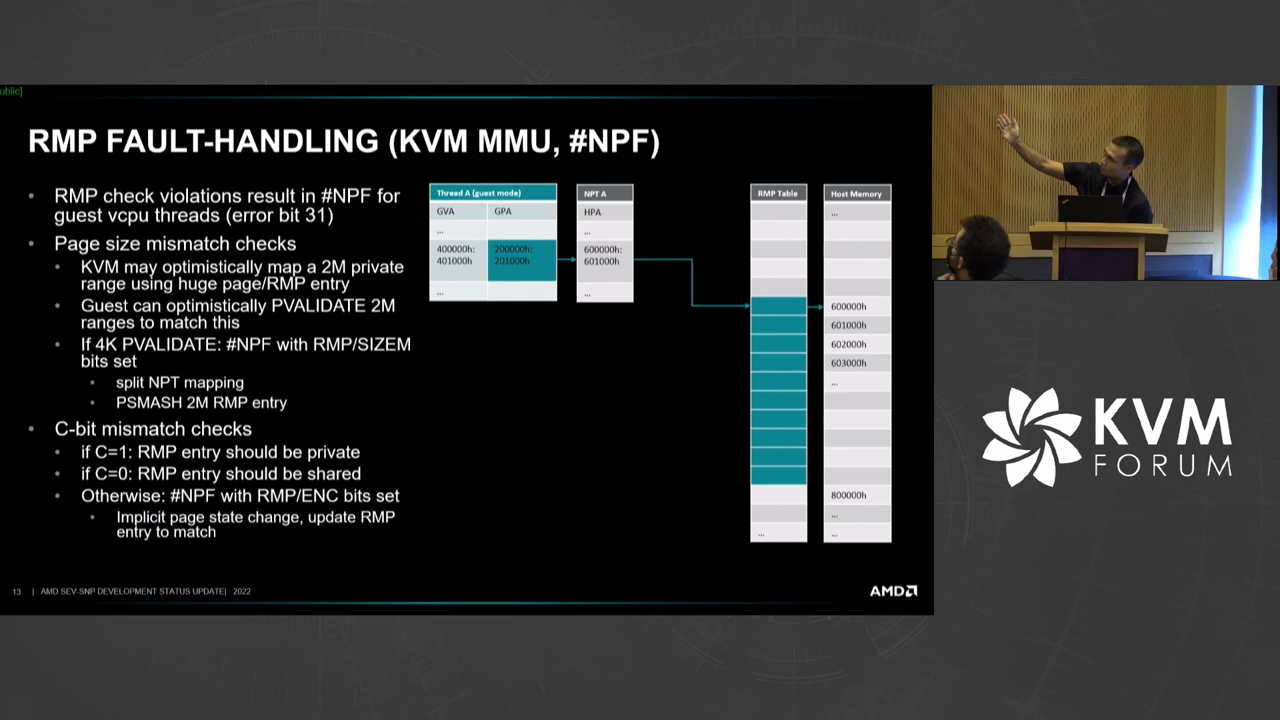 ublic]
RMP FAULT-HANDLING (KVM MMU, #NPF)
• RMP check violations result in #NPF for
guest vcpu threads (error bit 31)
• Page size mismatch checks
• KVM may optimistically map a 2M private
range using huge page/RMP entry
• Guest can optimistically PVALIDATE 2M
ranges to match this
• If 4K PVALIDATE: #NPF with RMP/SIZEM
bits set
• split NPT mapping
• PSMASH 2M RMP entry
• C-bit mismatch checks
• if C=1: RMP entry should be private
• if C=0: RMP entry should be shared
• Otherwise: #NPF with RMP/ENC bits set
• Implicit page state change, update RMP
entry to match
Thread A (guest mode)
GVA GPA
...
400000h: 200000h:
401000h 201000h
...
NPT A
HPA
...
600000h:
601000h
...
RMP Table
...
Host Memory
...
600000h
601000h
602000h
603000h
...
800000h
...
...
13 | AMD SEV-SNP DEVELOPMENT STATUS UPDATE| 2022
AMD
KVM
FORUM